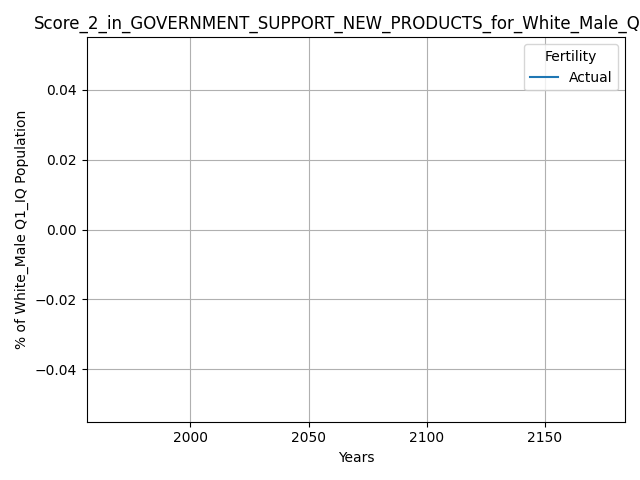 Score_2_in_GOVERNMENT_SUPPORT_NEW_PRODUCTS_for_White_Male_Q
Fertility
Actual
0.04
0.02
0.00
−0.02
−0.04
% of White_Male Q1_IQ Population
2000
2050
2100
2150
Years